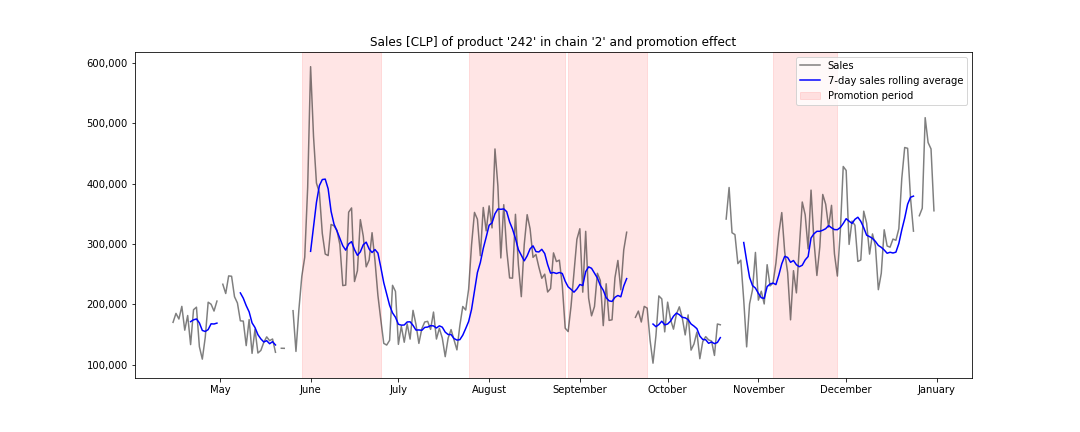 Sales [CLP] of product '242' in chain '2' and promotion effect
600,000
500,000
400,000
300,000
200,000
100,000
Sales
7-day sales rolling average
Promotion period
May June July August September October November December January